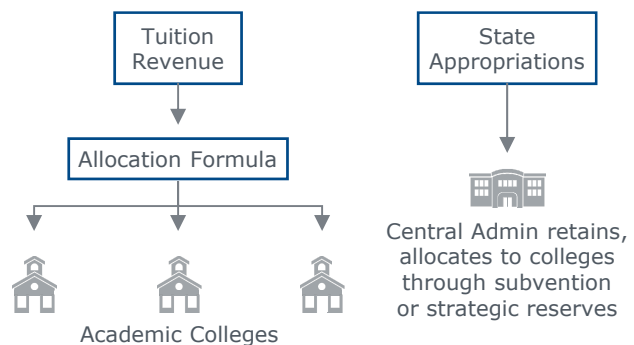 Tuition
Revenue
Allocation Formula
Academic Colleges
State
Appropriations
Central Admin retains,
allocates to colleges
through subvention
or strategic reserves